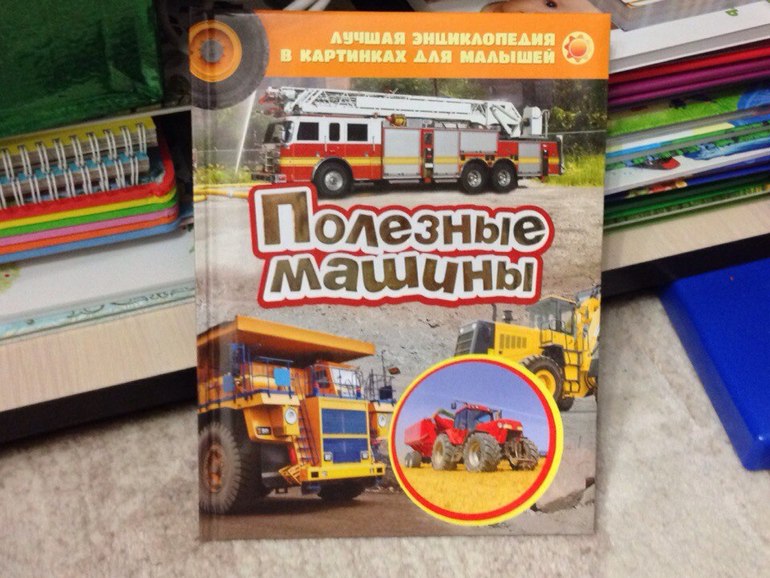 ЛУЧШАЯ ЭНЦИКЛОПЕДИЯ
В КАРТИНКАХ ДЛЯ МАЛЫШЕЙ
Полезные
машины